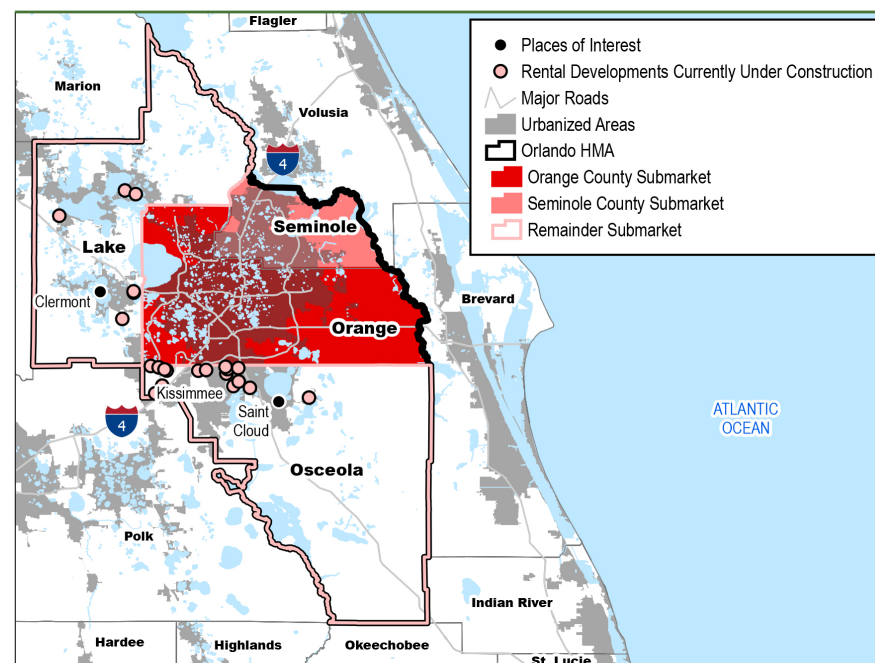 Flagler
Places of Interest
Rental Developments Currently Under Construction
Major Roads
Urbanized Areas
Orlando HMA
Orange County Submarket
Seminole County Submarket
Remainder Submarket
Marion
Volusia
4
Seminole
Lake
Clermont
Brevard
Orange
Kissimmee
Saint
Cloud
4
ATLANTIC
OCEAN
Osceola
Polk
Indian River
Hardee
Highlands
Okeechobee
St. Lucie